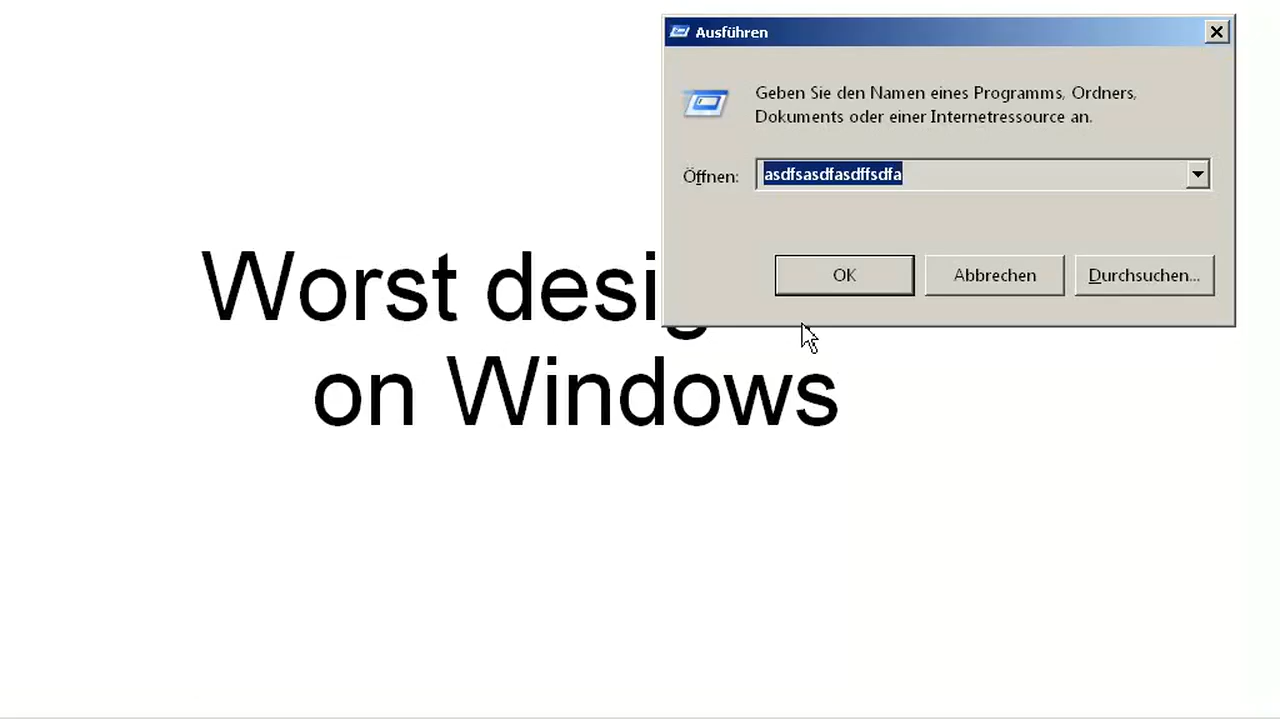 Ausführen
Geben Sie den Namen eines Programms, Ordners,
Dokuments oder einer Internetressource an.
Öffnen: asdfsasdfasdffsdfa
OK Abbrechen Durchsuchen...
Worst desig
on Windows